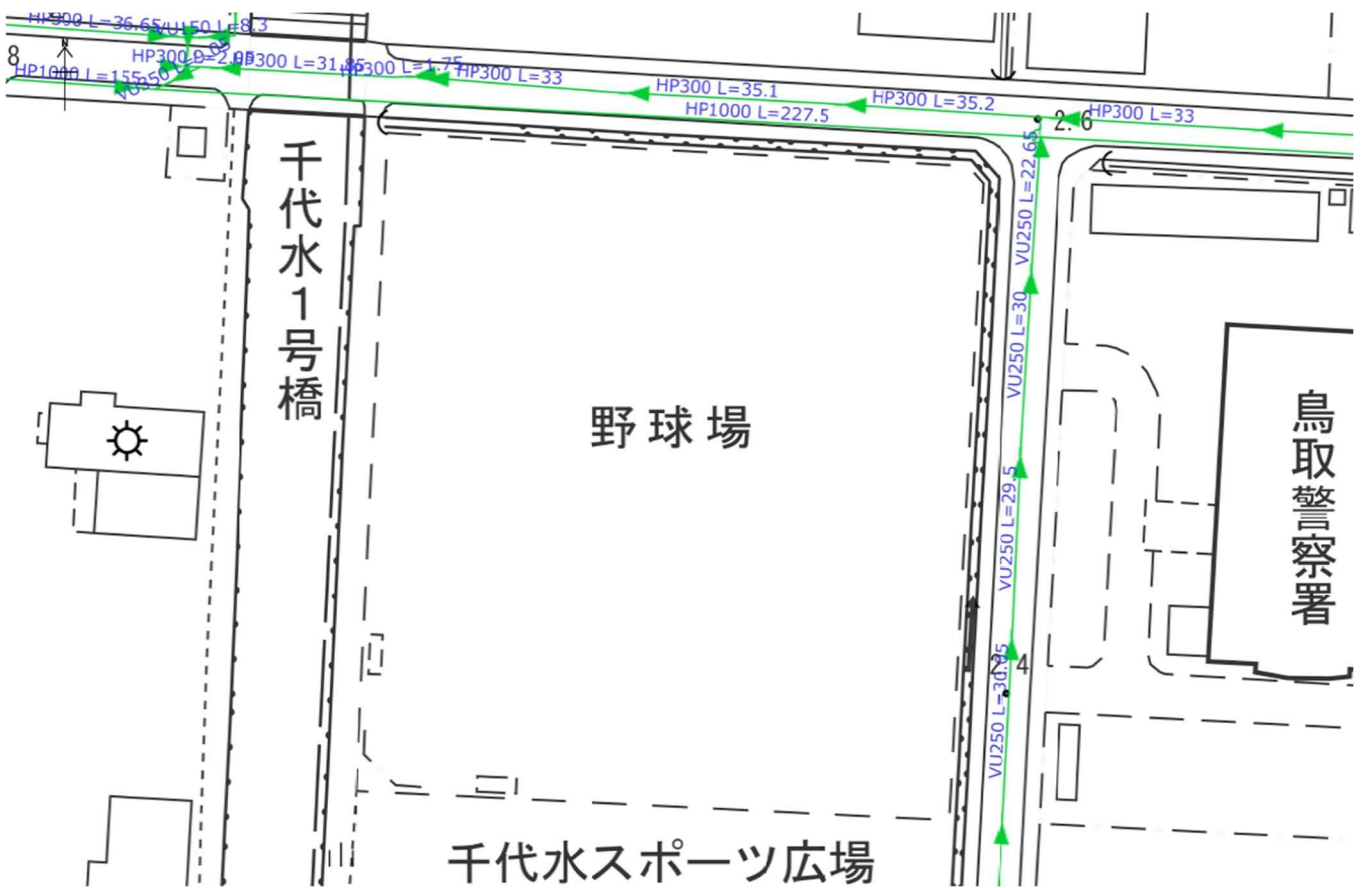 HP300 L=36.65
VU150 L=8.3
8
HP300 L=2.05
HP300 L=31.85
HP300 L=1.75
HP300 L=33
HP300 L=35.1
HP300 L=35.2
HP300 L=33
HP1000 L=155
HP1000 L=227.5
2.6
VU250 L=22.65
VU250 L=30
VU250 L=29.5
VU250 L=30.05
2.4
千代水1号橋
野球場
鳥取警察署
千代水スポーツ広場